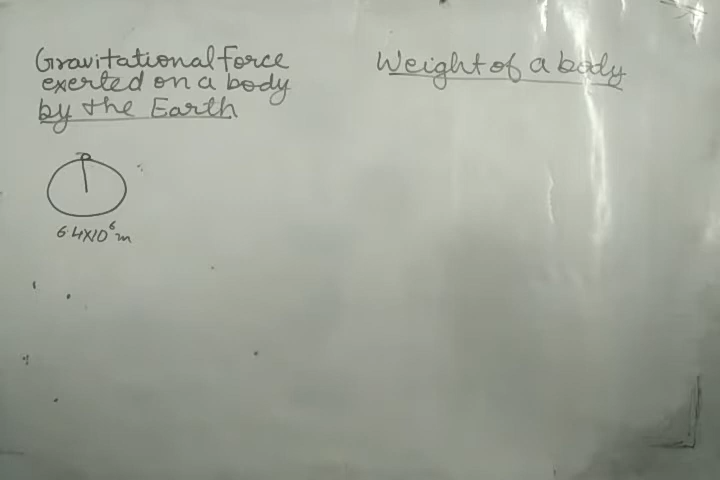 Gravitational force
exerted on a body
by the Earth
Weight of a body
6.4X10⁶m